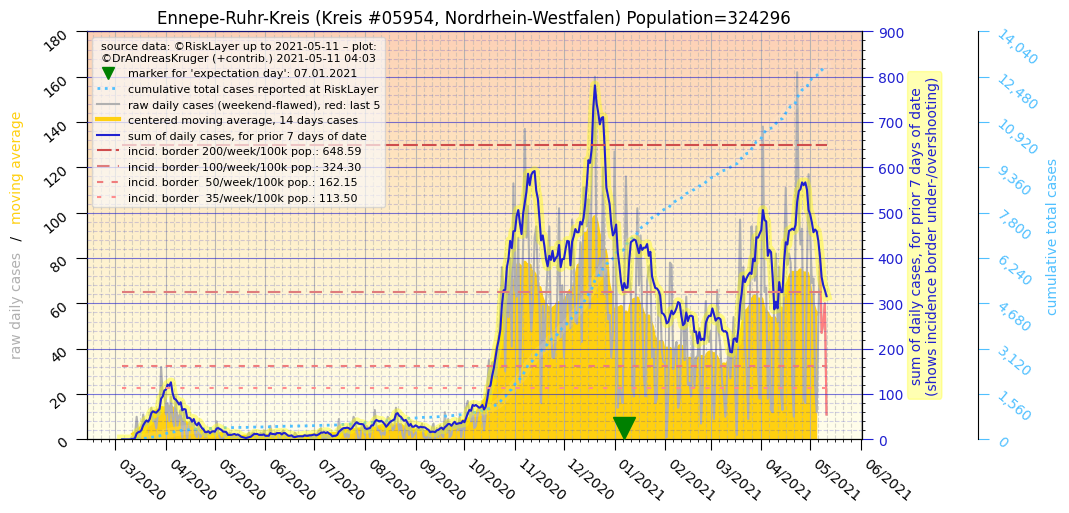 Ennepe-Ruhr-Kreis (Kreis #05954, Nordrhein-Westfalen) Population=324296
source data: ©RiskLayer up to 2021-05-11 – plot:
©DrAndreasKruger (+contrib.) 2021-05-11 04:03
marker for 'expectation day': 07.01.2021
cumulative total cases reported at RiskLayer
raw daily cases (weekend-flawed), red: last 5
centered moving average, 14 days cases
sum of daily cases, for prior 7 days of date
incid. border 200/week/100k pop.: 648.59
incid. border 100/week/100k pop.: 324.30
incid. border  50/week/100k pop.: 162.15
incid. border  35/week/100k pop.: 113.50
raw daily cases / moving average
180
160
140
120
100
80
60
40
20
0
03/2020
04/2020
05/2020
06/2020
07/2020
08/2020
09/2020
10/2020
11/2020
12/2020
01/2021
02/2021
03/2021
04/2021
05/2021
06/2021
900
800
700
600
500
400
300
200
100
0
sum of daily cases, for prior 7 days of date
(shows incidence border under-/overshooting)
14,040
12,480
10,920
9,360
7,800
6,240
4,680
3,120
1,560
0
cumulative total cases